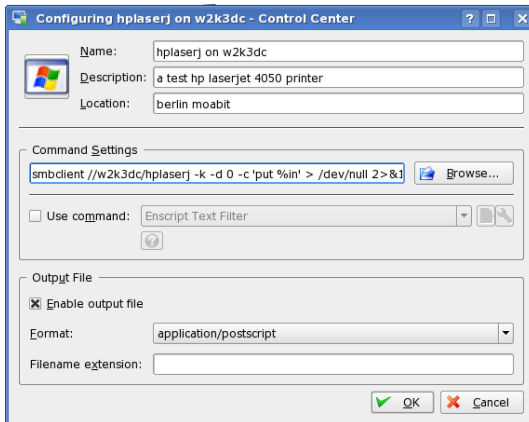 Configuring hplaserj on w2k3dc - Control Center
Name: hplaserj on w2k3dc
Description: a test hp laserjet 4050 printer
Location: berlin moabit
Command Settings
smbclient //w2k3dc/hplaserj -k -d 0 -c 'put %in' > /dev/null 2>&1
Browse...
Use command: Enscript Text Filter
Output File
Enable output file
Format: application/postscript
Filename extension:
OK Cancel